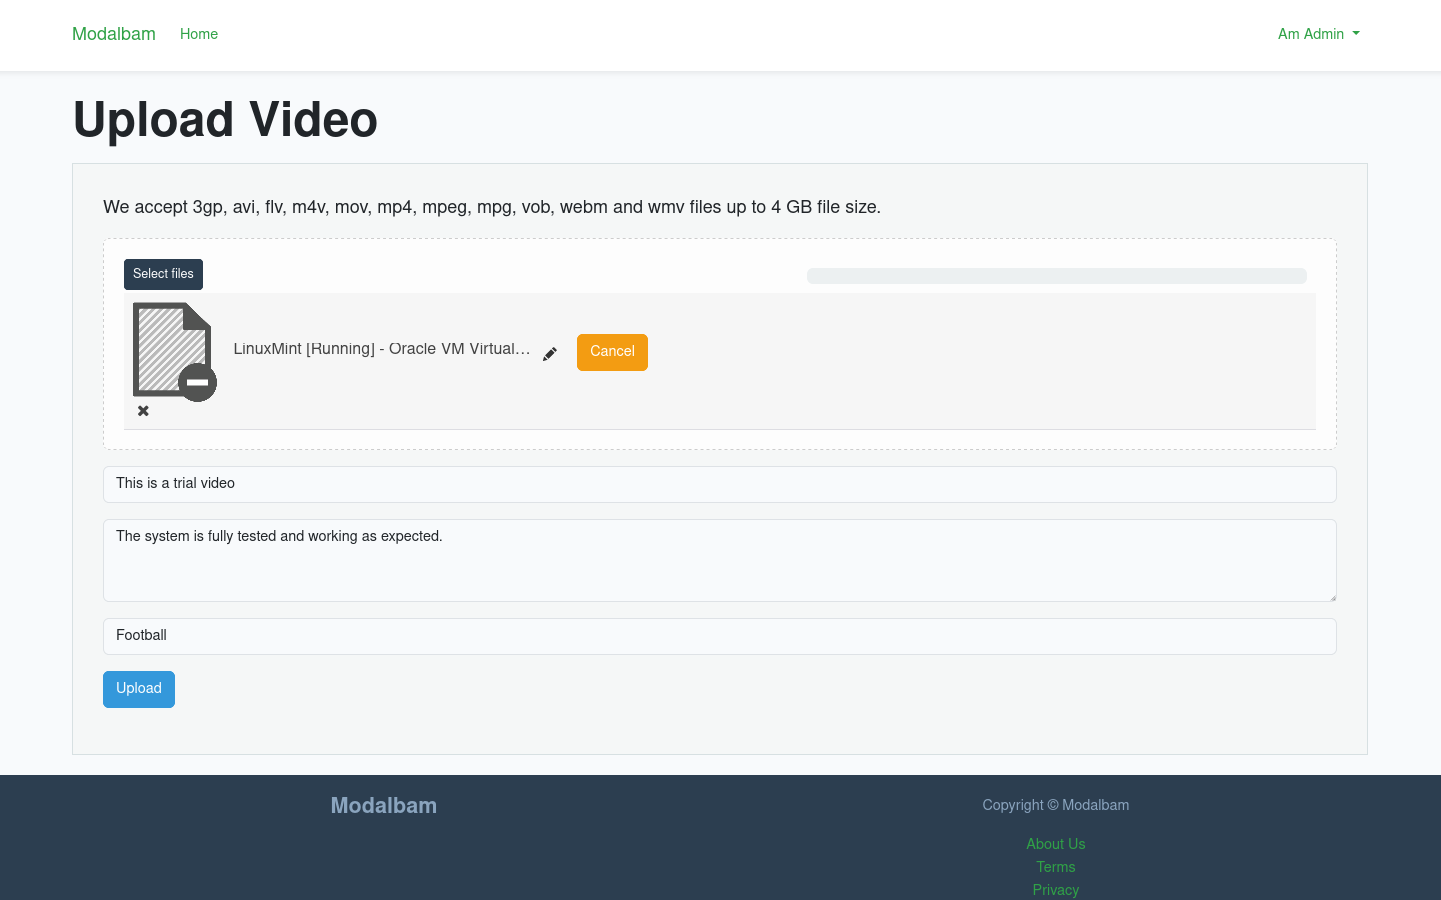 Modalbam Home Am Admin
Upload Video
We accept 3gp, avi, flv, m4v, mov, mp4, mpeg, mpg, vob, webm and wmv files up to 4 GB file size.
Select files
LinuxMint [Running] - Oracle VM Virtual...
Cancel
This is a trial video
The system is fully tested and working as expected.
Football
Upload
Modalbam
Copyright © Modalbam
About Us
Terms
Privacy